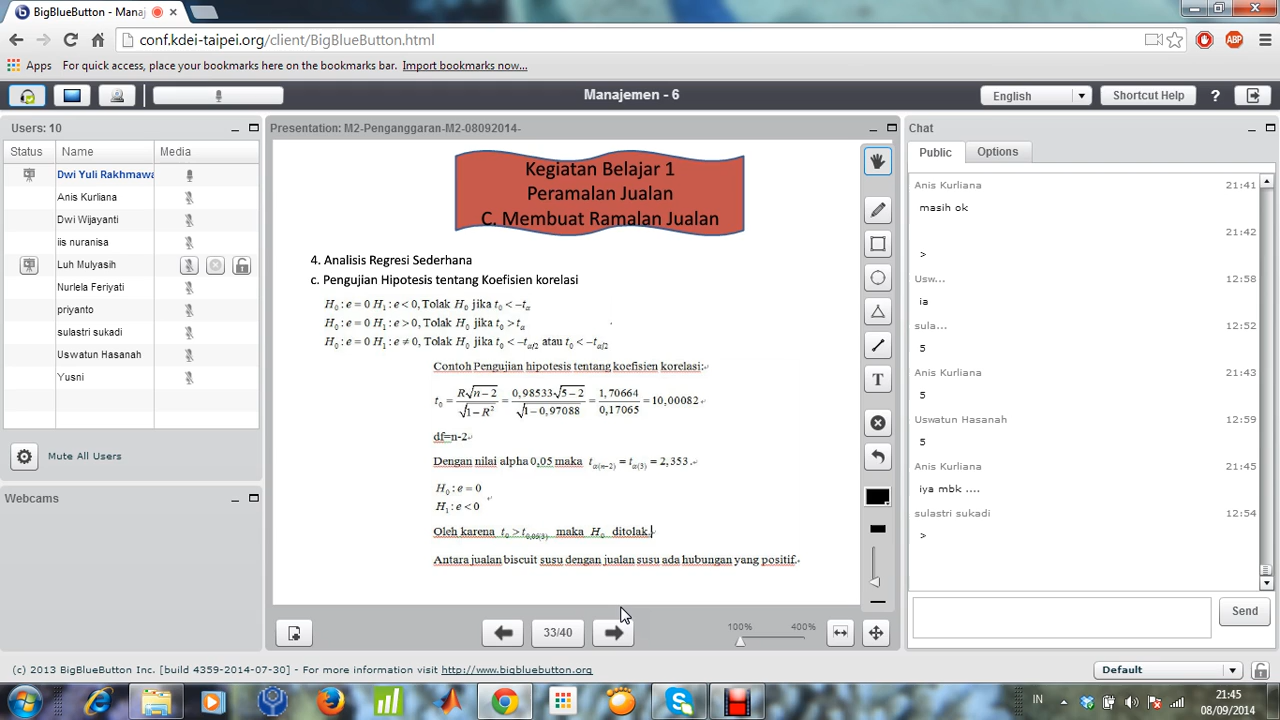 BigBlueButton - Manaj
conf.kdei-taipei.org/client/BigBlueButton.html
ABP
Apps For quick access, place your bookmarks here on the bookmarks bar. Import bookmarks now...
Manajemen - 6
English
Shortcut Help
?
Users: 10
Status Name Media
Dwi Yuli Rakhmawa
Anis Kurliana
Dwi Wijayanti
iis nuranisa
Luh Mulyasih
Nurlela Feriyati
priyanto
sulastri sukadi
Uswatun Hasanah
Yusni
Mute All Users
Webcams
Presentation: M2-Penganggaran-M2-08092014-
Kegiatan Belajar 1
Peramalan Jualan
C. Membuat Ramalan Jualan
4. Analisis Regresi Sederhana
c. Pengujian Hipotesis tentang Koefisien korelasi
H₀ : e = 0 H₁ : e < 0, Tolak H₀ jika t₀ < −tα
H₀ : e = 0 H₁ : e > 0, Tolak H₀ jika t₀ > tα
H₀ : e = 0 H₁ : e ≠ 0, Tolak H₀ jika t₀ < −tα/2 atau t₀ < −tα/2
Contoh Pengujian hipotesis tentang koefisien korelasi:
t₀ = R√n−2 / √1−R² = 0,98533√5−2 / √1−0,97088 = 1,70664 / 0,17065 = 10,00082
df=n-2
Dengan nilai alpha 0,05 maka tα(n−2) = tα(3) = 2,353.
H₀ : e = 0
H₁ : e < 0
Oleh karena t₀ > t0,05(3) maka H₀ ditolak
Antara jualan biscuit susu dengan jualan susu ada hubungan yang positif.
33/40
100% 400%
T
Chat
Public Options
Anis Kurliana 21:41
masih ok
21:42
>
Usw... 12:58
ia
sula... 12:52
5
Anis Kurliana 21:43
5
Uswatun Hasanah 12:59
5
Anis Kurliana 21:45
iya mbk ....
sulastri sukadi 12:54
>
Send
(c) 2013 BigBlueButton Inc. [build 4359-2014-07-30] - For more information visit http://www.bigbluebutton.org
Default
IN
21:45
08/09/2014